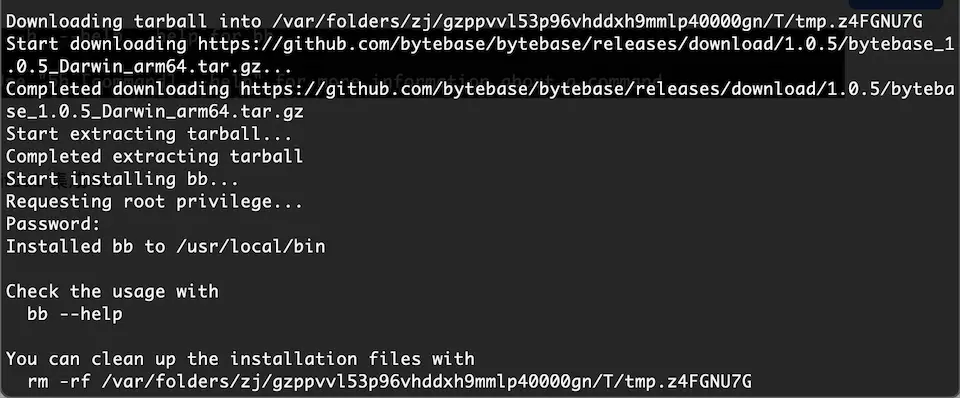 Downloading tarball into /var/folders/zj/gzppvvl53p96vhddxh9mmlp40000gn/T/tmp.z4FGNU7G
Start downloading https://github.com/bytebase/bytebase/releases/download/1.0.5/bytebase_1
.0.5_Darwin_arm64.tar.gz...
Completed downloading https://github.com/bytebase/bytebase/releases/download/1.0.5/byteba
se_1.0.5_Darwin_arm64.tar.gz
Start extracting tarball...
Completed extracting tarball
Start installing bb...
Requesting root privilege...
Password:
Installed bb to /usr/local/bin
Check the usage with
bb --help
You can clean up the installation files with
rm -rf /var/folders/zj/gzppvvl53p96vhddxh9mmlp40000gn/T/tmp.z4FGNU7G